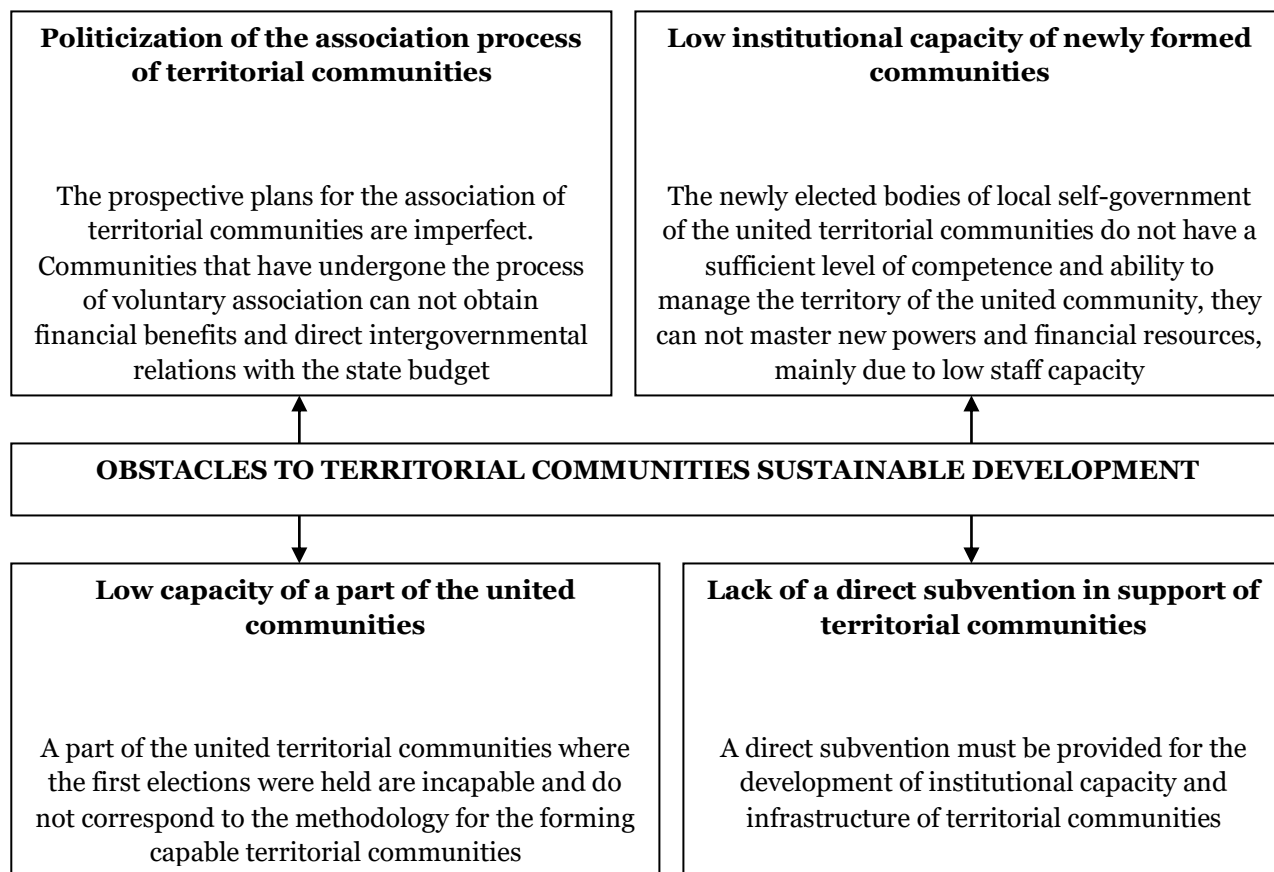 Politicization of the association process
of territorial communities
The prospective plans for the association of
territorial communities are imperfect.
Communities that have undergone the process
of voluntary association can not obtain
financial benefits and direct intergovernmental
relations with the state budget
Low institutional capacity of newly formed
communities
The newly elected bodies of local self-government
of the united territorial communities do not have a
sufficient level of competence and ability to
manage the territory of the united community, they
can not master new powers and financial resources,
mainly due to low staff capacity
OBSTACLES TO TERRITORIAL COMMUNITIES SUSTAINABLE DEVELOPMENT
Low capacity of a part of the united
communities
A part of the united territorial communities where
the first elections were held are incapable and do
not correspond to the methodology for the forming
capable territorial communities
Lack of a direct subvention in support of
territorial communities
A direct subvention must be provided for the
development of institutional capacity and
infrastructure of territorial communities